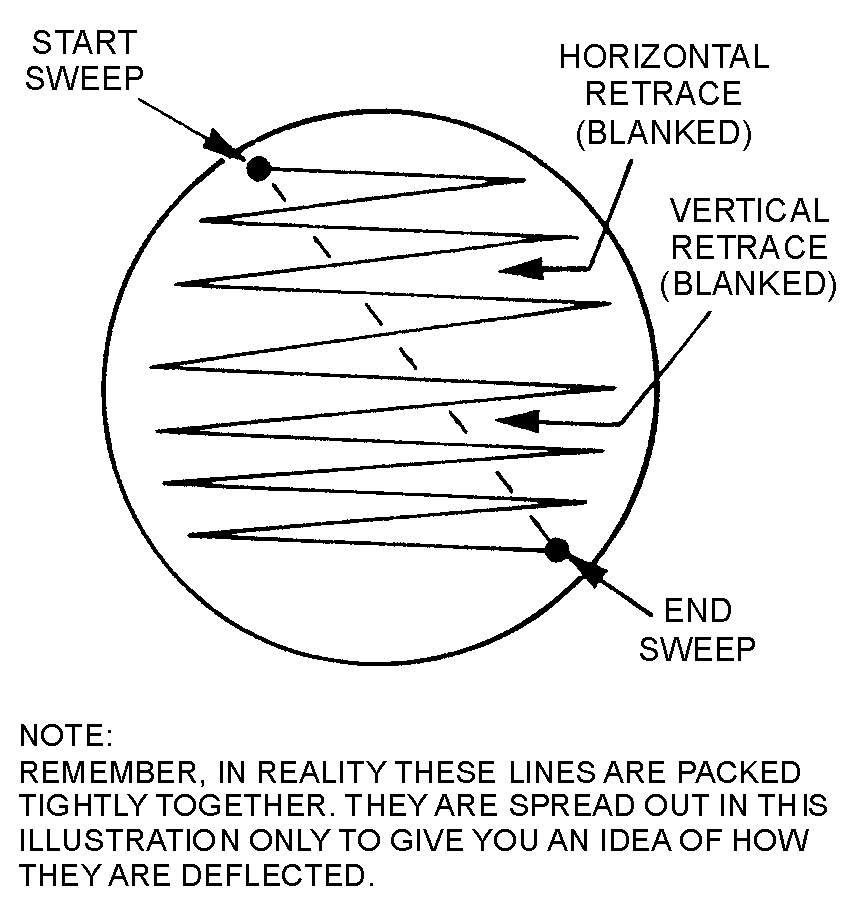 START
SWEEP
HORIZONTAL
RETRACE
(BLANKED)
VERTICAL
RETRACE
(BLANKED)
END
SWEEP
NOTE:
REMEMBER, IN REALITY THESE LINES ARE PACKED
TIGHTLY TOGETHER. THEY ARE SPREAD OUT IN THIS
ILLUSTRATION ONLY TO GIVE YOU AN IDEA OF HOW
THEY ARE DEFLECTED.